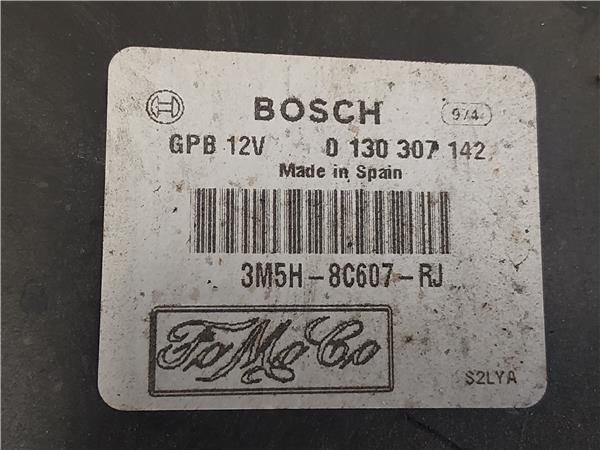 BOSCH 974
GPB 12V 0 130 307 142
Made in Spain
3M5H-8C607-RJ
FoMoCo
S2LYA